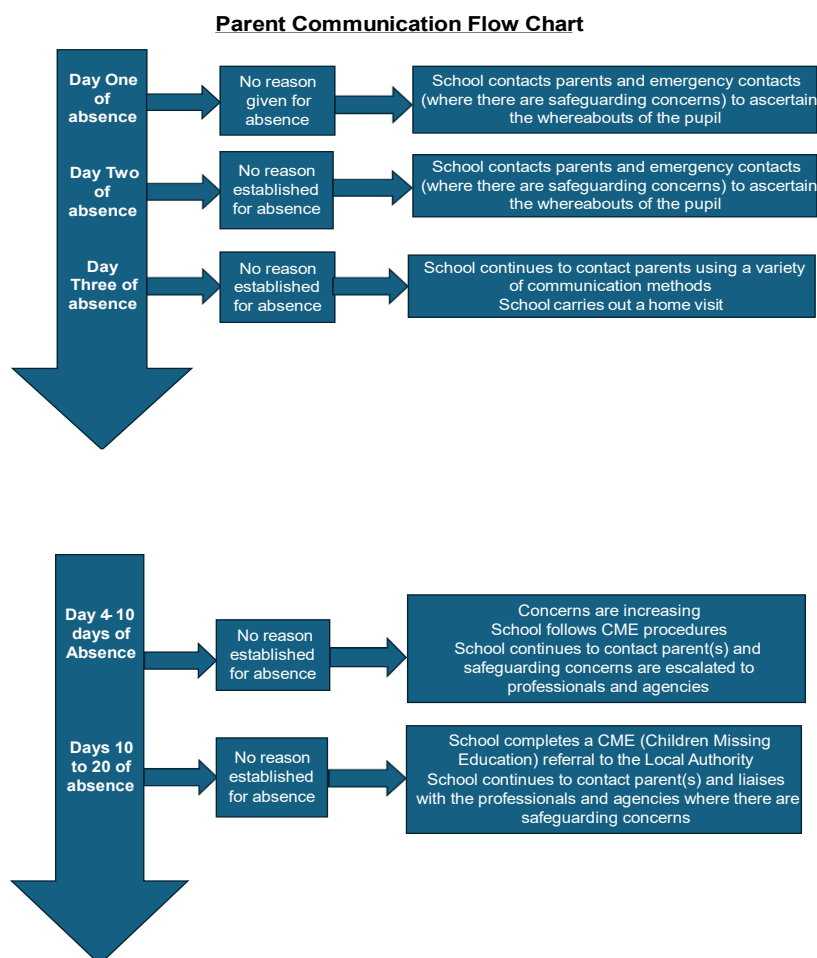 Parent Communication Flow Chart
Day One
of
absence
No reason
given for
absence
School contacts parents and emergency contacts
(where there are safeguarding concerns) to ascertain
the whereabouts of the pupil
Day Two
of
absence
No reason
established
for absence
School contacts parents and emergency contacts
(where there are safeguarding concerns) to ascertain
the whereabouts of the pupil
Day
Three of
absence
No reason
established
for absence
School continues to contact parents using a variety
of communication methods
School carries out a home visit
Day 4-10
days of
Absence
No reason
established
for absence
Concerns are increasing
School follows CME procedures
School continues to contact parent(s) and
safeguarding concerns are escalated to
professionals and agencies
Days 10
to 20 of
absence
No reason
established
for absence
School completes a CME (Children Missing
Education) referral to the Local Authority
School continues to contact parent(s) and liaises
with the professionals and agencies where there are
safeguarding concerns